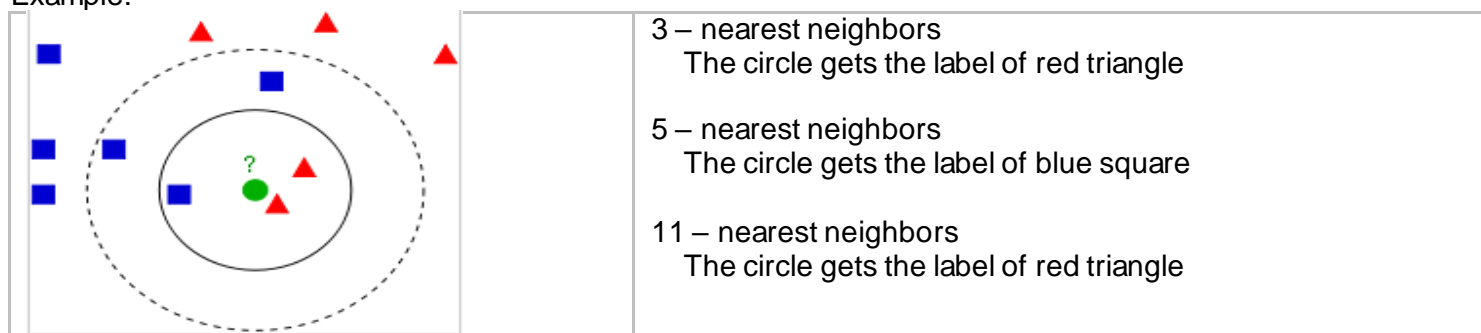 Example:
?
3 – nearest neighbors
The circle gets the label of red triangle
5 – nearest neighbors
The circle gets the label of blue square
11 – nearest neighbors
The circle gets the label of red triangle